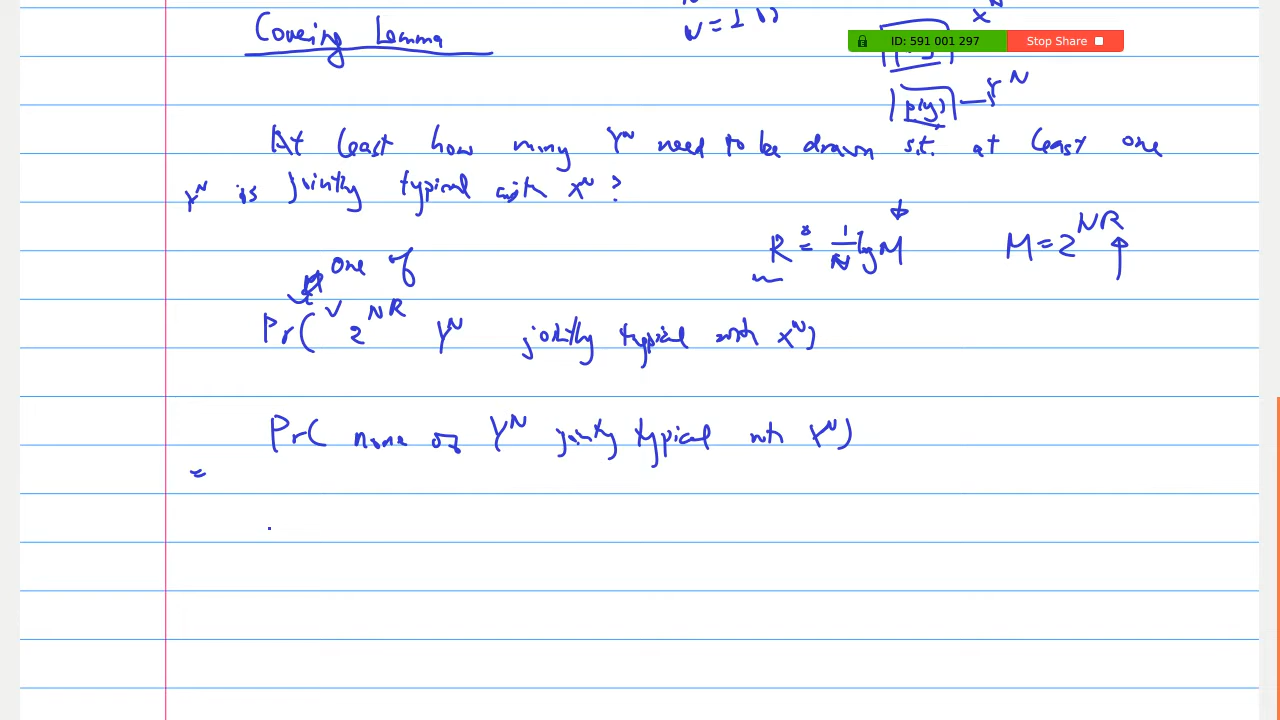 Covering Lemma
N = 100
x^N
ID: 591 001 297
Stop Share
p(y) — Y^N
At least how many Y^N need to be drawn s.t. at least one
Y^N is jointly typical with X^N ?
R ≜ 1/N log M
M = 2^NR
one of
Pr( 2^NR Y^N jointly typical with X^N )
Pr( none of Y^N jointly typical with X^N )
=